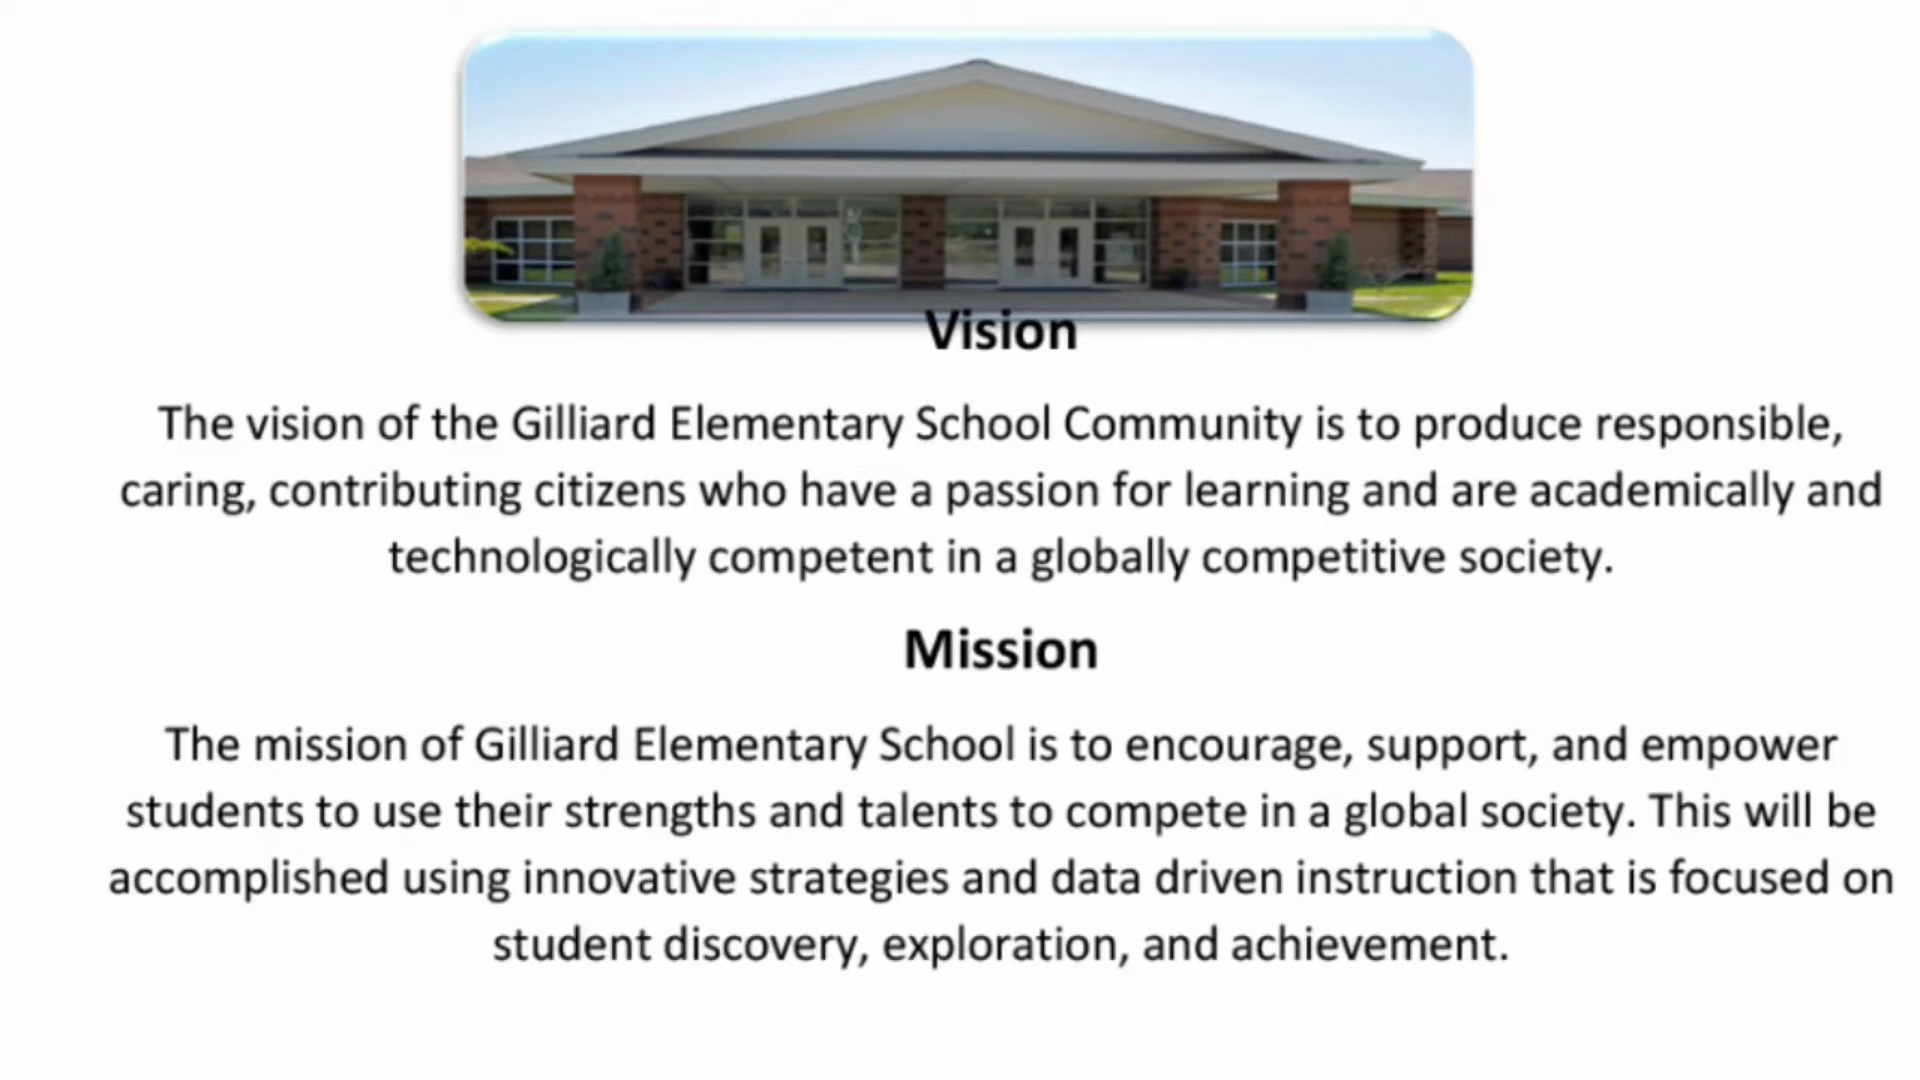 Vision
The vision of the Gilliard Elementary School Community is to produce responsible,
caring, contributing citizens who have a passion for learning and are academically and
technologically competent in a globally competitive society.
Mission
The mission of Gilliard Elementary School is to encourage, support, and empower
students to use their strengths and talents to compete in a global society. This will be
accomplished using innovative strategies and data driven instruction that is focused on
student discovery, exploration, and achievement.